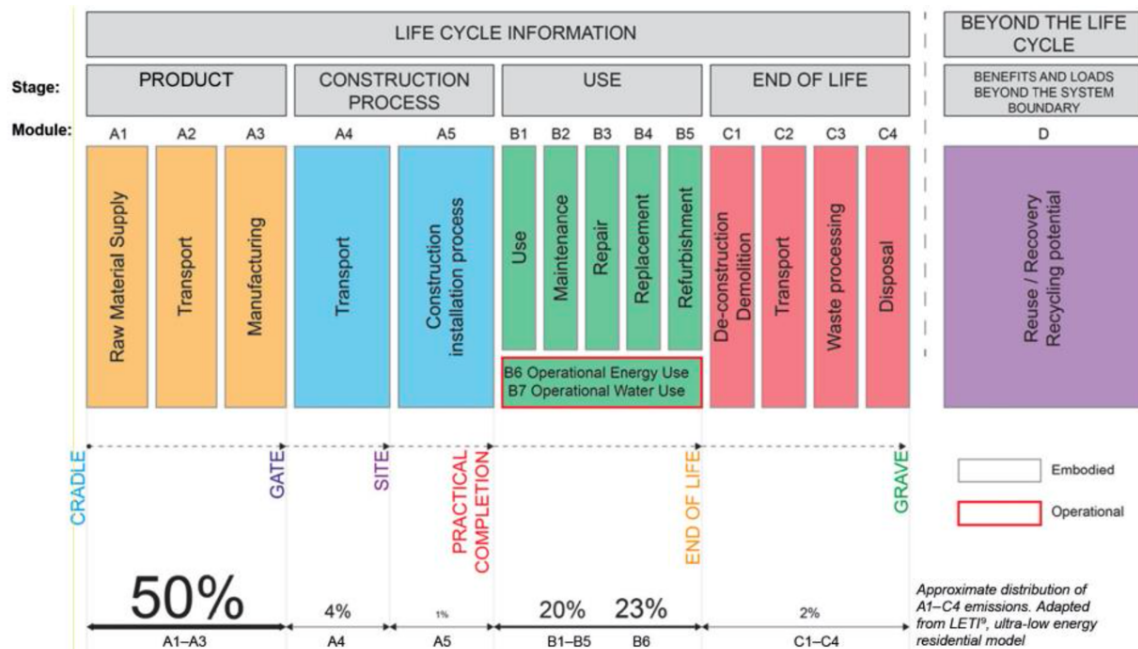 LIFE CYCLE INFORMATION
BEYOND THE LIFE
CYCLE
Stage:
PRODUCT
CONSTRUCTION
PROCESS
USE
END OF LIFE
BENEFITS AND LOADS
BEYOND THE SYSTEM
BOUNDARY
Module:
A1
A2
A3
A4
A5
B1
B2
B3
B4
B5
C1
C2
C3
C4
D
Raw Material Supply
Transport
Manufacturing
Transport
Construction
installation process
Use
Maintenance
Repair
Replacement
Refurbishment
B6 Operational Energy Use
B7 Operational Water Use
De-construction
Demolition
Transport
Waste processing
Disposal
Reuse / Recovery
Recycling potential
CRADLE
GATE
SITE
PRACTICAL
COMPLETION
END OF LIFE
GRAVE
Embodied
Operational
50%
4%
1%
20%
23%
2%
A1–A3
A4
A5
B1–B5
B6
C1–C4
Approximate distribution of
A1–C4 emissions. Adapted
from LETI⁹, ultra-low energy
residential model